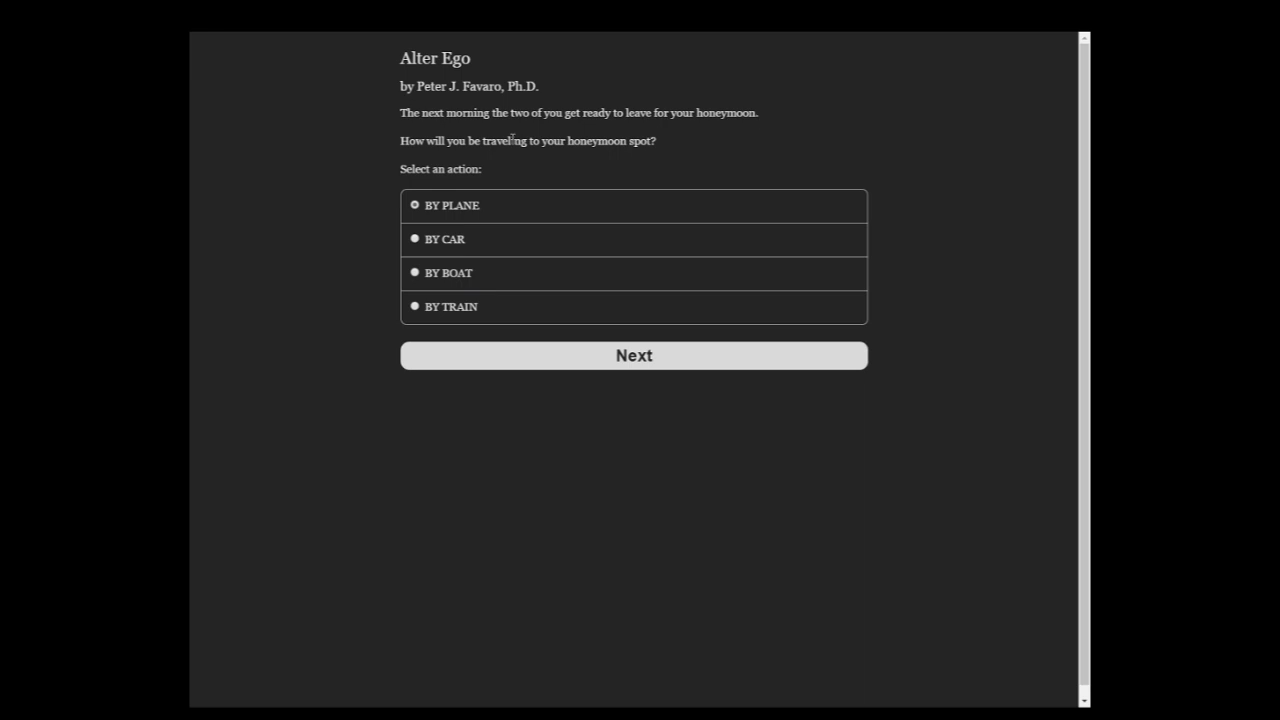 Alter Ego
by Peter J. Favaro, Ph.D.
The next morning the two of you get ready to leave for your honeymoon.
How will you be traveling to your honeymoon spot?
Select an action:
BY PLANE
BY CAR
BY BOAT
BY TRAIN
Next